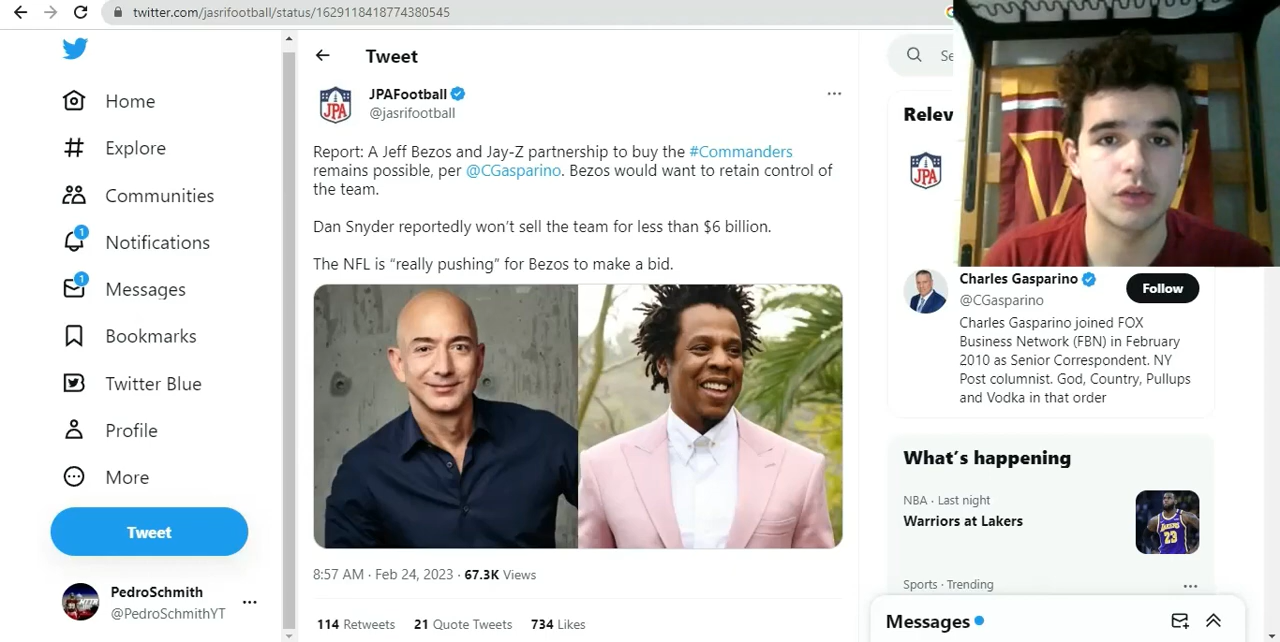 twitter.com/jasrifootball/status/1629118418774380545
Home
Explore
Communities
1
Notifications
1
Messages
Bookmarks
Twitter Blue
Profile
More
Tweet
PedroSchmith
@PedroSchmithYT
Tweet
JPA
JPAFootball
@jasrifootball
Report: A Jeff Bezos and Jay-Z partnership to buy the #Commanders
remains possible, per @CGasparino. Bezos would want to retain control of
the team.
Dan Snyder reportedly won't sell the team for less than $6 billion.
The NFL is “really pushing” for Bezos to make a bid.
8:57 AM · Feb 24, 2023 · 67.3K Views
114 Retweets 21 Quote Tweets 734 Likes
Se
Relev
JPA
Charles Gasparino
@CGasparino
Follow
Charles Gasparino joined FOX
Business Network (FBN) in February
2010 as Senior Correspondent. NY
Post columnist. God, Country, Pullups
and Vodka in that order
What's happening
NBA · Last night
Warriors at Lakers
23
Sports · Trending
Messages